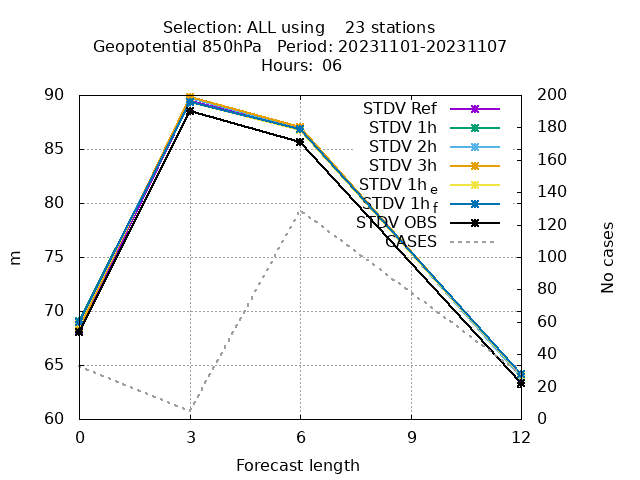 Selection: ALL using    23 stations
Geopotential 850hPa   Period: 20231101-20231107
Hours: 06
90
85
80
75
70
65
60
m
0
3
6
9
12
Forecast length
200
180
160
140
120
100
80
60
40
20
0
No cases
STDV Ref
STDV 1h
STDV 2h
STDV 3h
STDV 1h e
STDV 1h f
STDV OBS
CASES